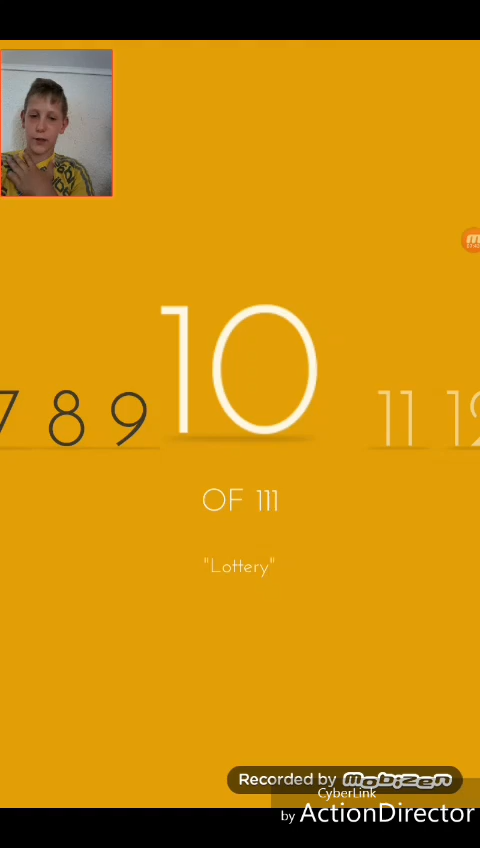 7 8 9 10 11 12
OF 111
"Lottery"
Recorded by mobizen
CyberLink
by ActionDirector